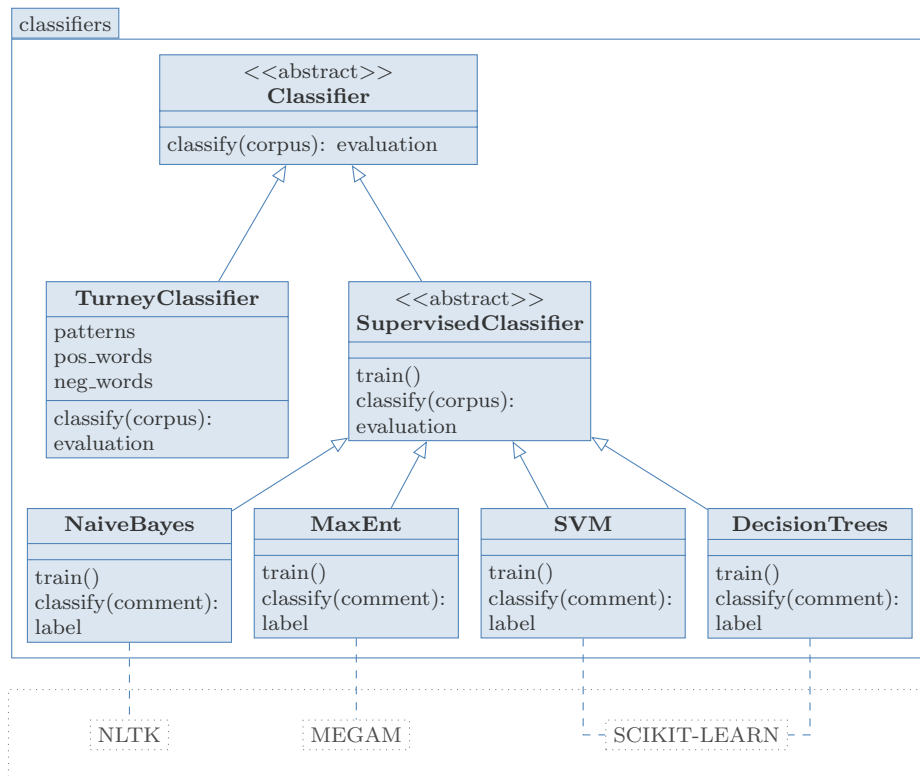 classifiers
<<abstract>>
Classifier
classify(corpus): evaluation
TurneyClassifier
patterns
pos_words
neg_words
classify(corpus):
evaluation
<<abstract>>
SupervisedClassifier
train()
classify(corpus):
evaluation
NaiveBayes
train()
classify(comment):
label
MaxEnt
train()
classify(comment):
label
SVM
train()
classify(comment):
label
DecisionTrees
train()
classify(comment):
label
NLTK
MEGAM
SCIKIT-LEARN